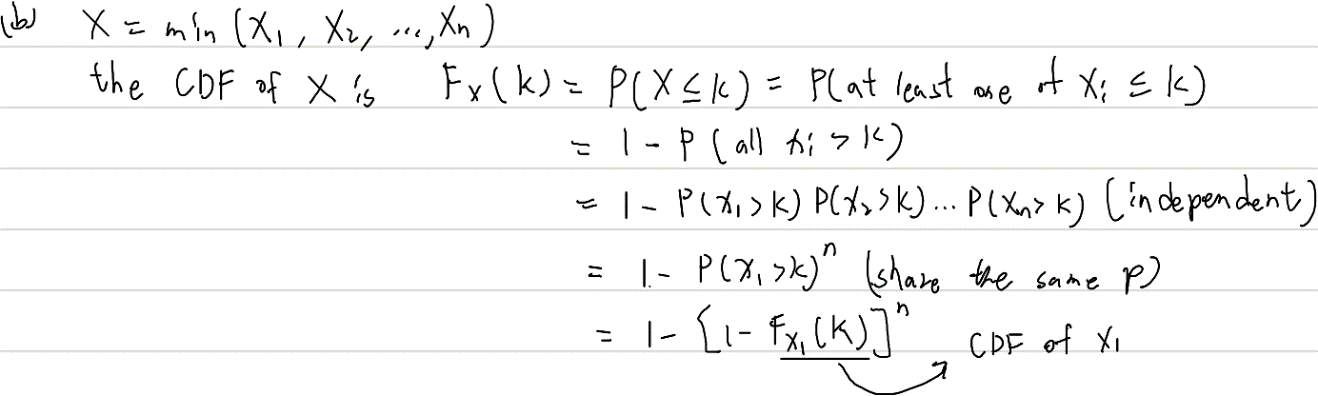 (b) X = min (X₁, X₂, ..., Xn)
the CDF of X is Fₓ(k) = P(X ≤ k) = P(at least one of Xi ≤ k)
= 1 - P (all xi > k)
= 1 - P(X₁ > k) P(X₂ > k) ... P(Xn > k) (independent)
= 1 - P(X₁ > k)ⁿ (share the same p)
= 1 - [1 - F_X₁(k)]ⁿ CDF of X₁